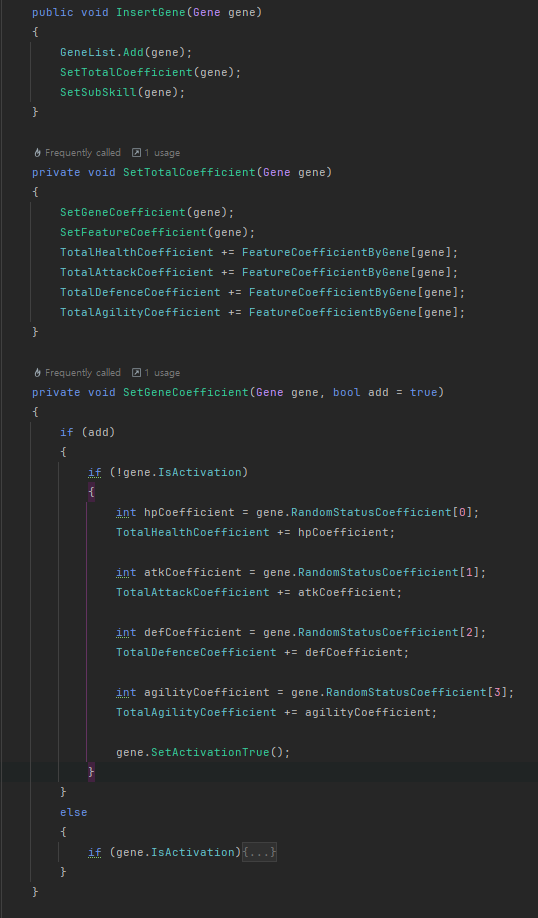 public void InsertGene(Gene gene)
{
    GeneList.Add(gene);
    SetTotalCoefficient(gene);
    SetSubSkill(gene);
}
Frequently called 1 usage
private void SetTotalCoefficient(Gene gene)
{
    SetGeneCoefficient(gene);
    SetFeatureCoefficient(gene);
    TotalHealthCoefficient += FeatureCoefficientByGene[gene];
    TotalAttackCoefficient += FeatureCoefficientByGene[gene];
    TotalDefenceCoefficient += FeatureCoefficientByGene[gene];
    TotalAgilityCoefficient += FeatureCoefficientByGene[gene];
}
Frequently called 1 usage
private void SetGeneCoefficient(Gene gene, bool add = true)
{
    if (add)
    {
        if (!gene.IsActivation)
        {
            int hpCoefficient = gene.RandomStatusCoefficient[0];
            TotalHealthCoefficient += hpCoefficient;
            int atkCoefficient = gene.RandomStatusCoefficient[1];
            TotalAttackCoefficient += atkCoefficient;
            int defCoefficient = gene.RandomStatusCoefficient[2];
            TotalDefenceCoefficient += defCoefficient;
            int agilityCoefficient = gene.RandomStatusCoefficient[3];
            TotalAgilityCoefficient += agilityCoefficient;
            gene.SetActivationTrue();
        }
    }
    else
    {
        if (gene.IsActivation){...}
    }
}